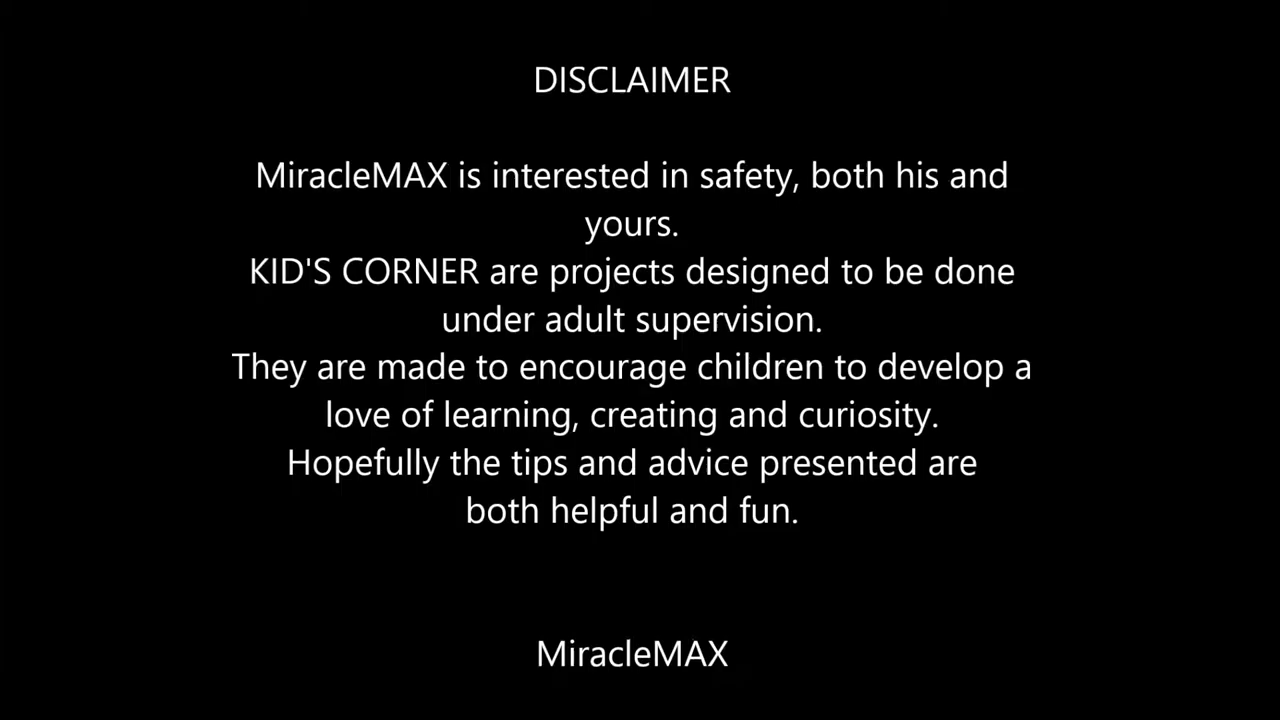 DISCLAIMER
MiracleMAX is interested in safety, both his and
yours.
KID'S CORNER are projects designed to be done
under adult supervision.
They are made to encourage children to develop a
love of learning, creating and curiosity.
Hopefully the tips and advice presented are
both helpful and fun.
MiracleMAX